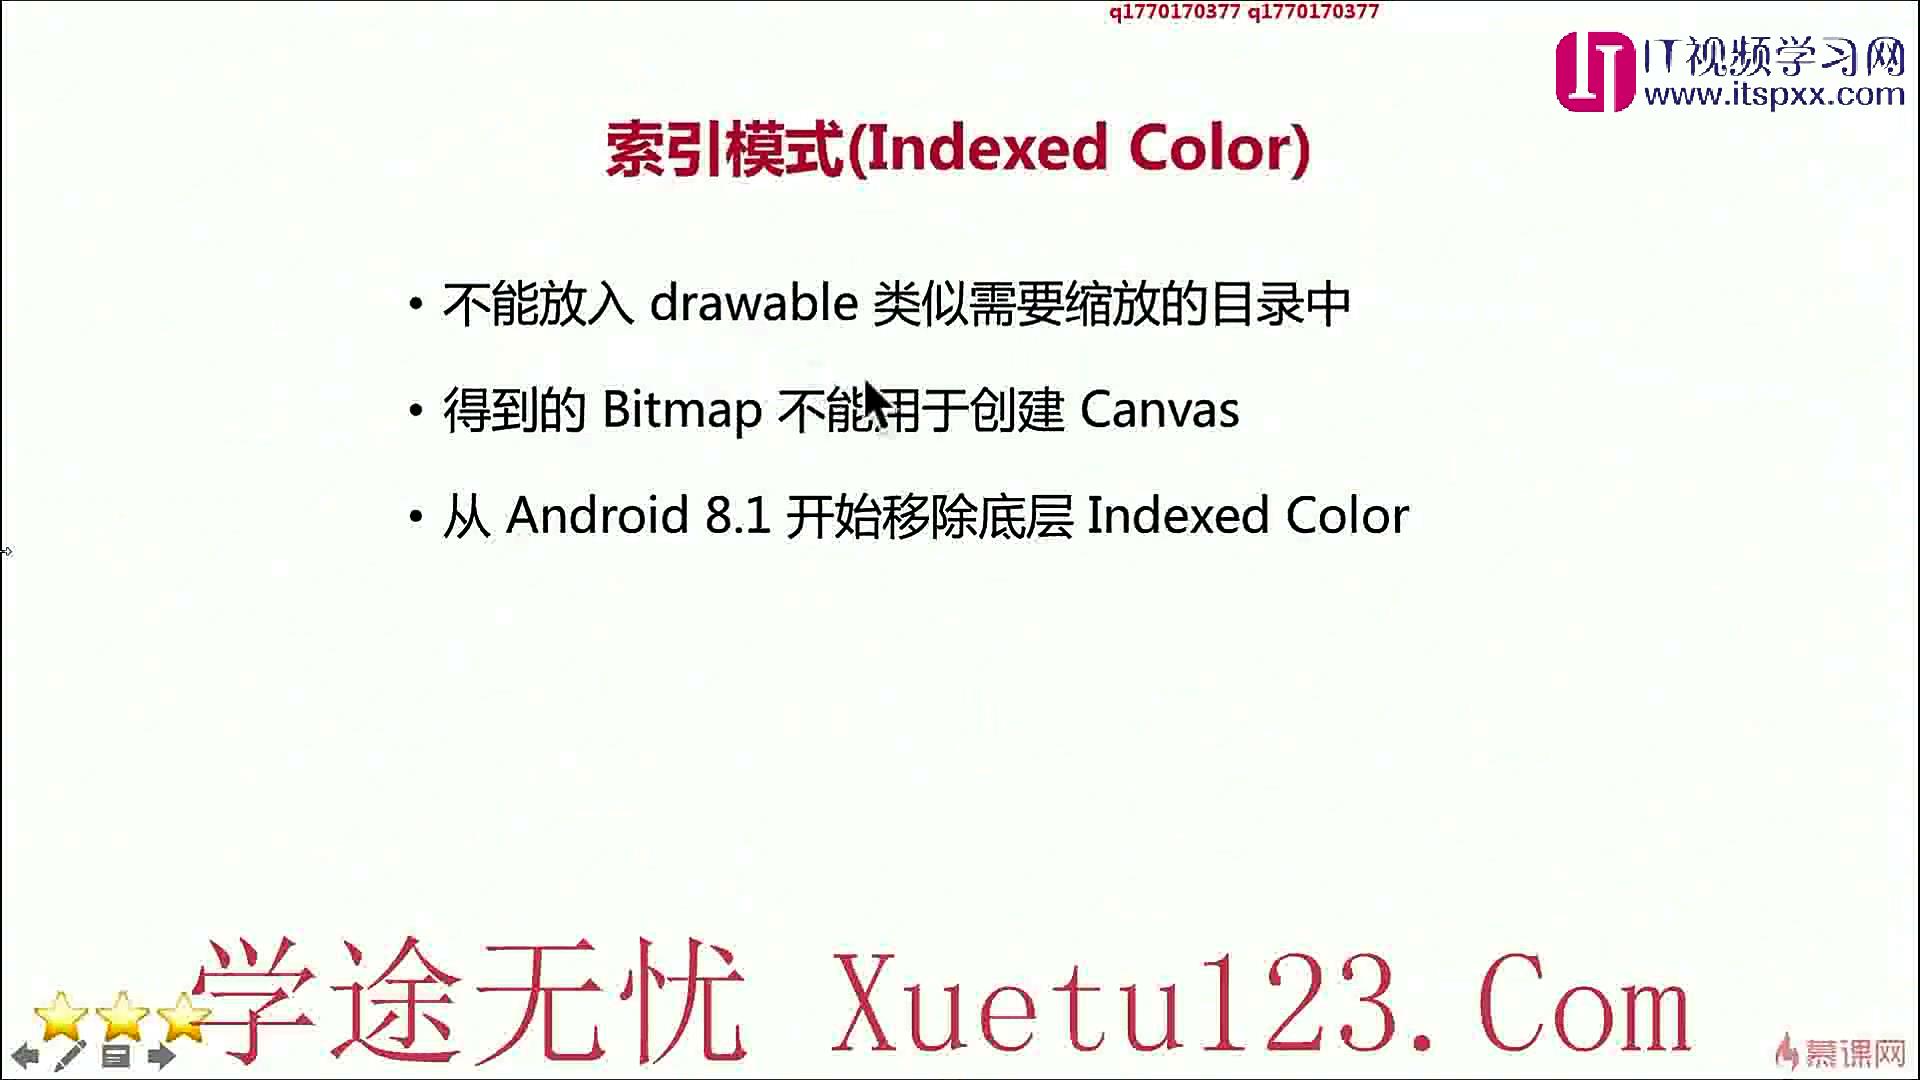 q1770170377 q1770170377
IT视频学习网
www.itspxx.com
索引模式(Indexed Color)
• 不能放入 drawable 类似需要缩放的目录中
• 得到的 Bitmap 不能用于创建 Canvas
• 从 Android 8.1 开始移除底层 Indexed Color
学途无忧 Xuetu123.Com
慕课网